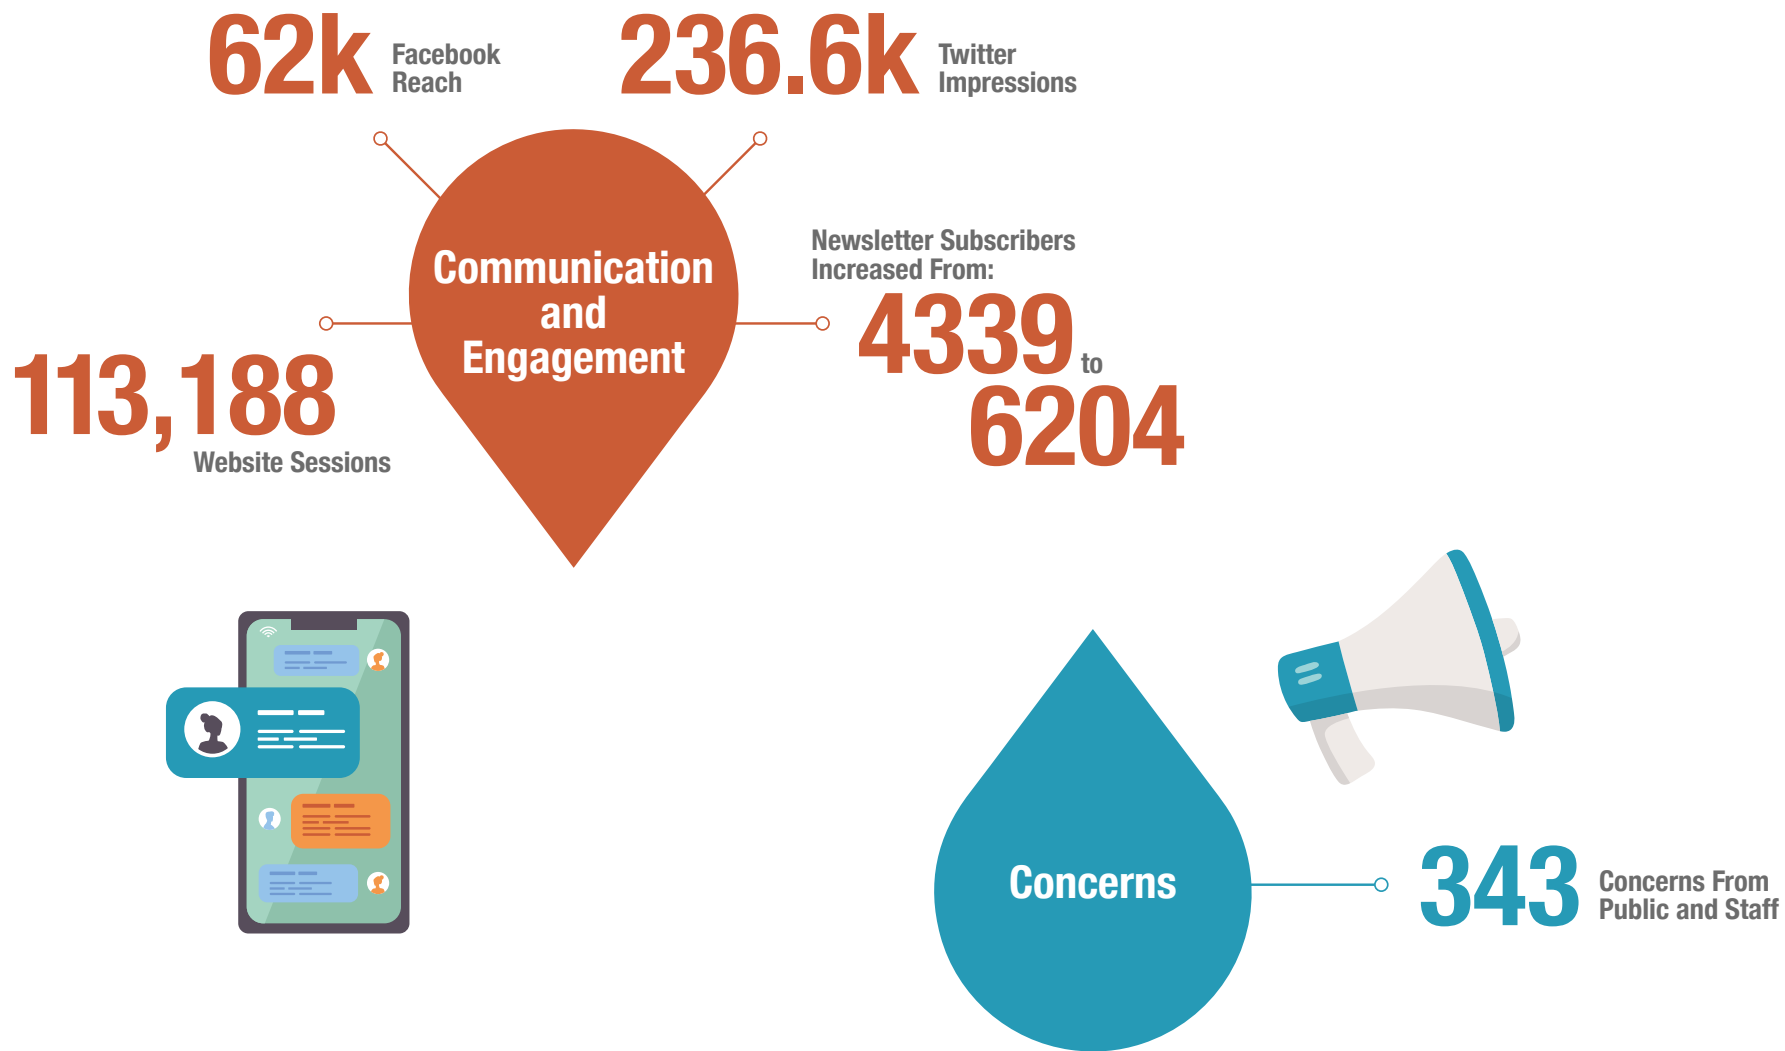 62k
Facebook
Reach
236.6k
Twitter
Impressions
Communication
and
Engagement
Newsletter Subscribers
Increased From:
4339 to
6204
113,188
Website Sessions
Concerns
343
Concerns From
Public and Staff